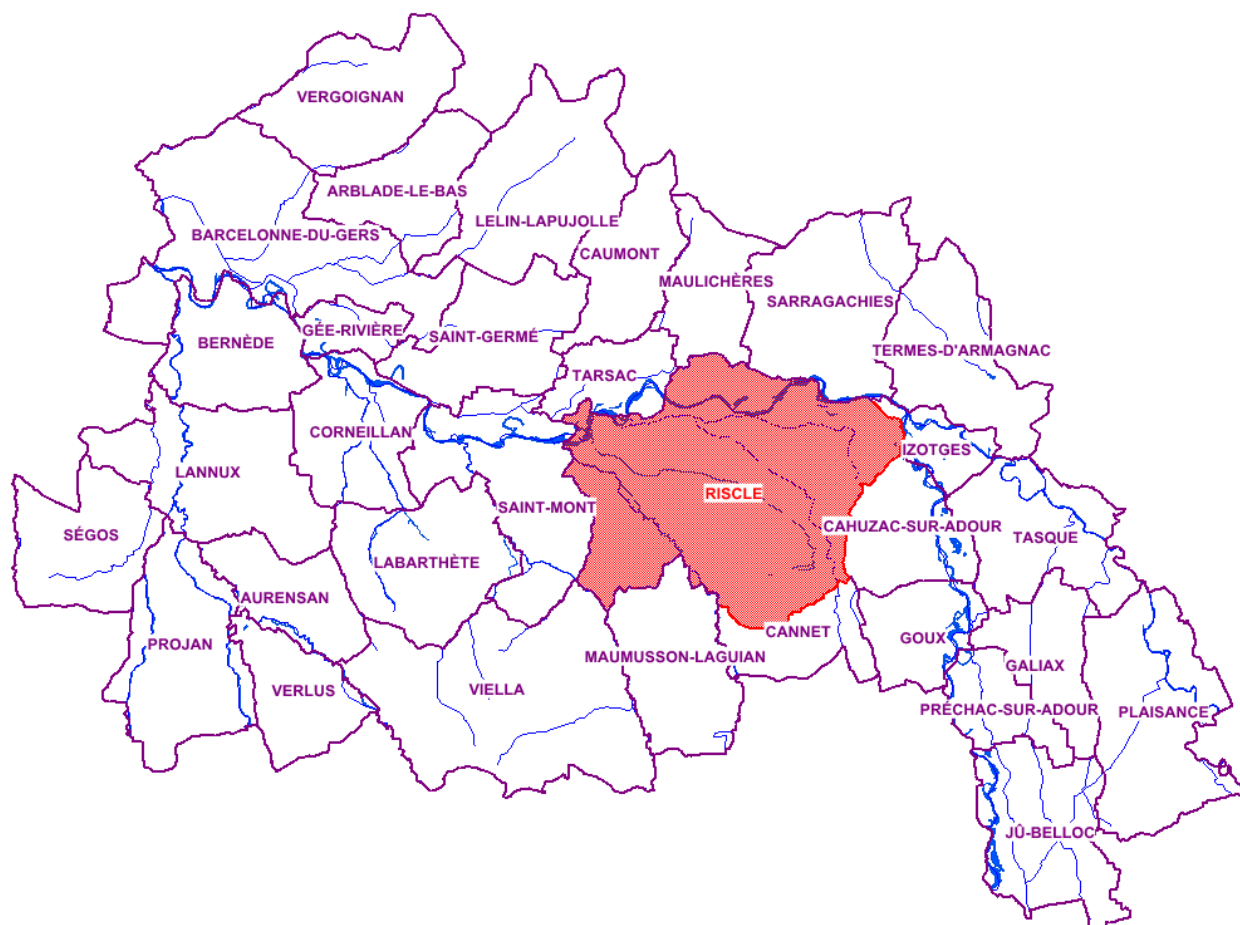 VERGOIGNAN
ARBLADE-LE-BAS
LELIN-LAPUJOLLE
BARCELONNE-DU-GERS
CAUMONT
MAULICHÈRES
SARRAGACHIES
GÉE-RIVIÈRE
SAINT-GERMÉ
BERNÈDE
TERMES-D'ARMAGNAC
TARSAC
CORNEILLAN
IZOTGES
LANNUX
RISCLE
SAINT-MONT
CAHUZAC-SUR-ADOUR
SÉGOS
TASQUE
LABARTHÈTE
AURENSAN
CANNET
GOUX
PROJAN
MAUMUSSON-LAGUIAN
GALIAX
VERLUS
VIELLA
PRÉCHAC-SUR-ADOUR
PLAISANCE
JÛ-BELLOC